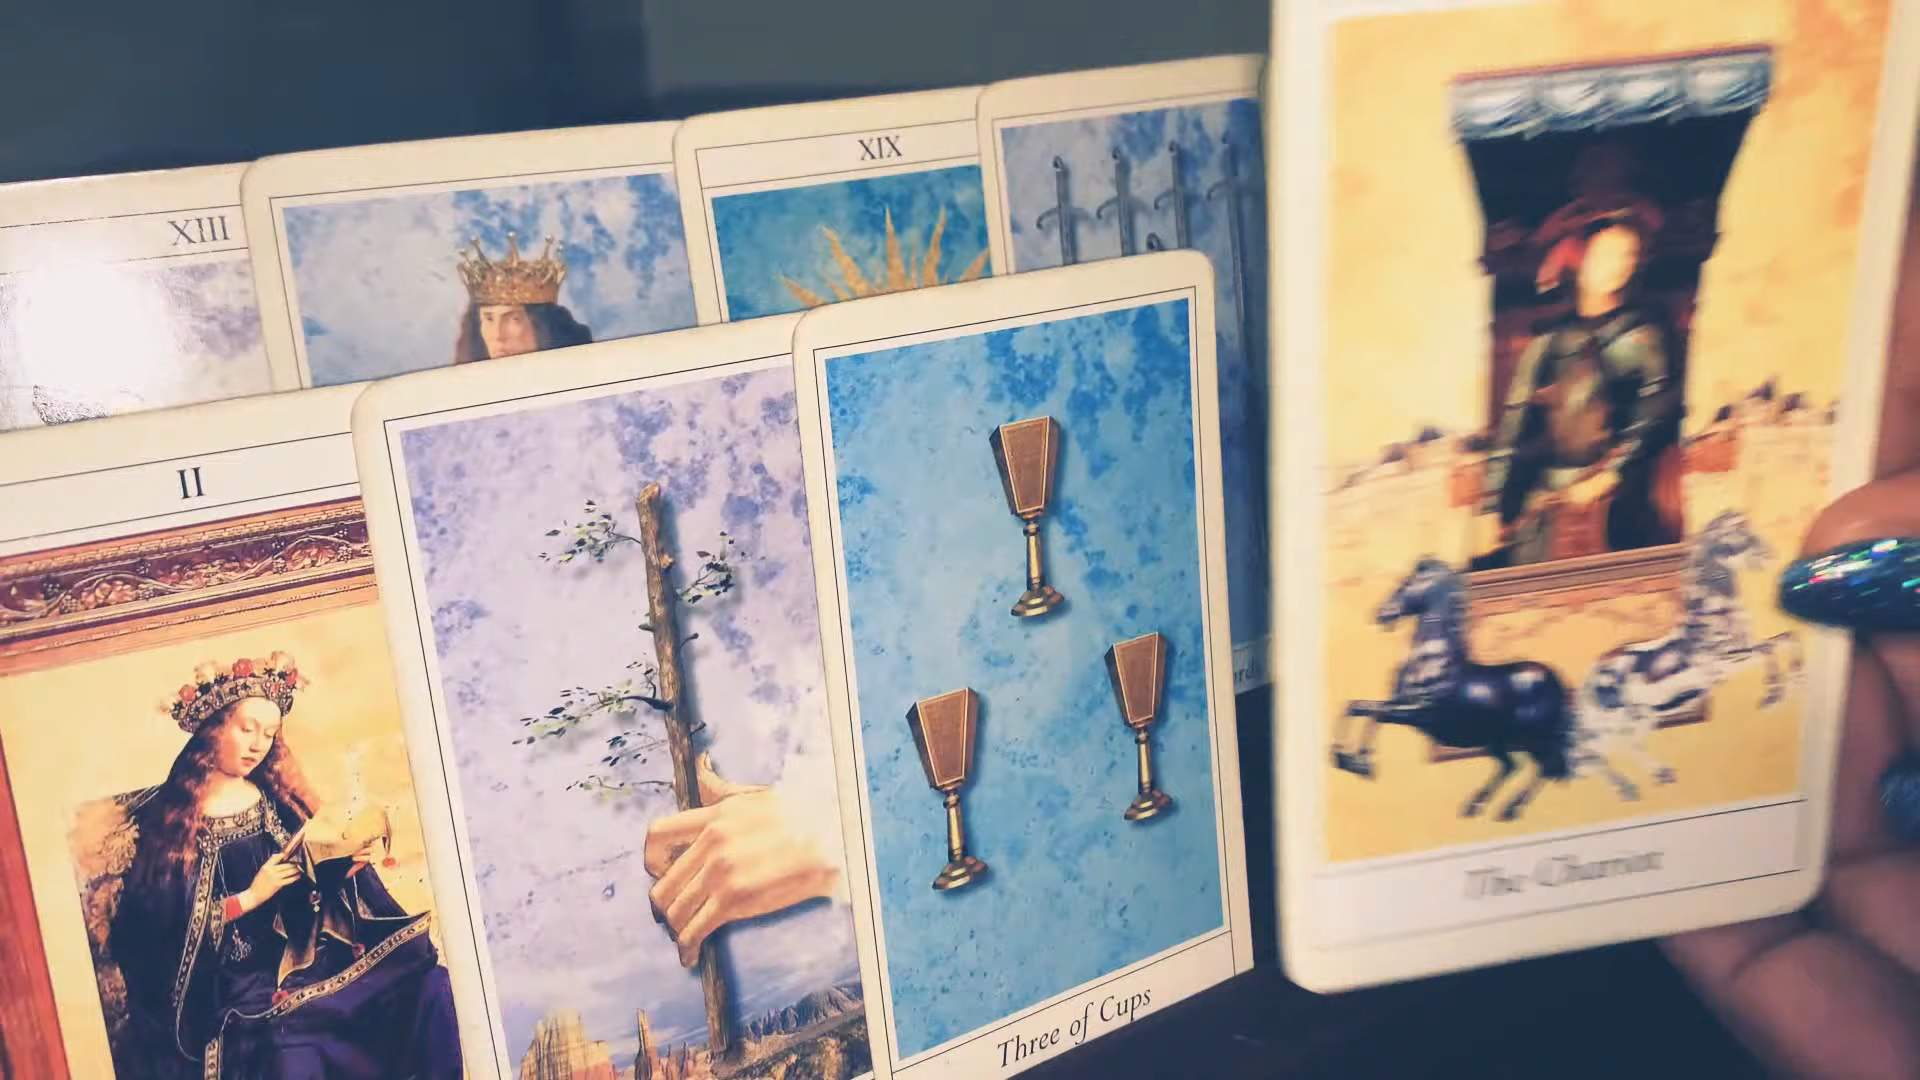 XIII
XIX
II
Three of Cups
The Chariot